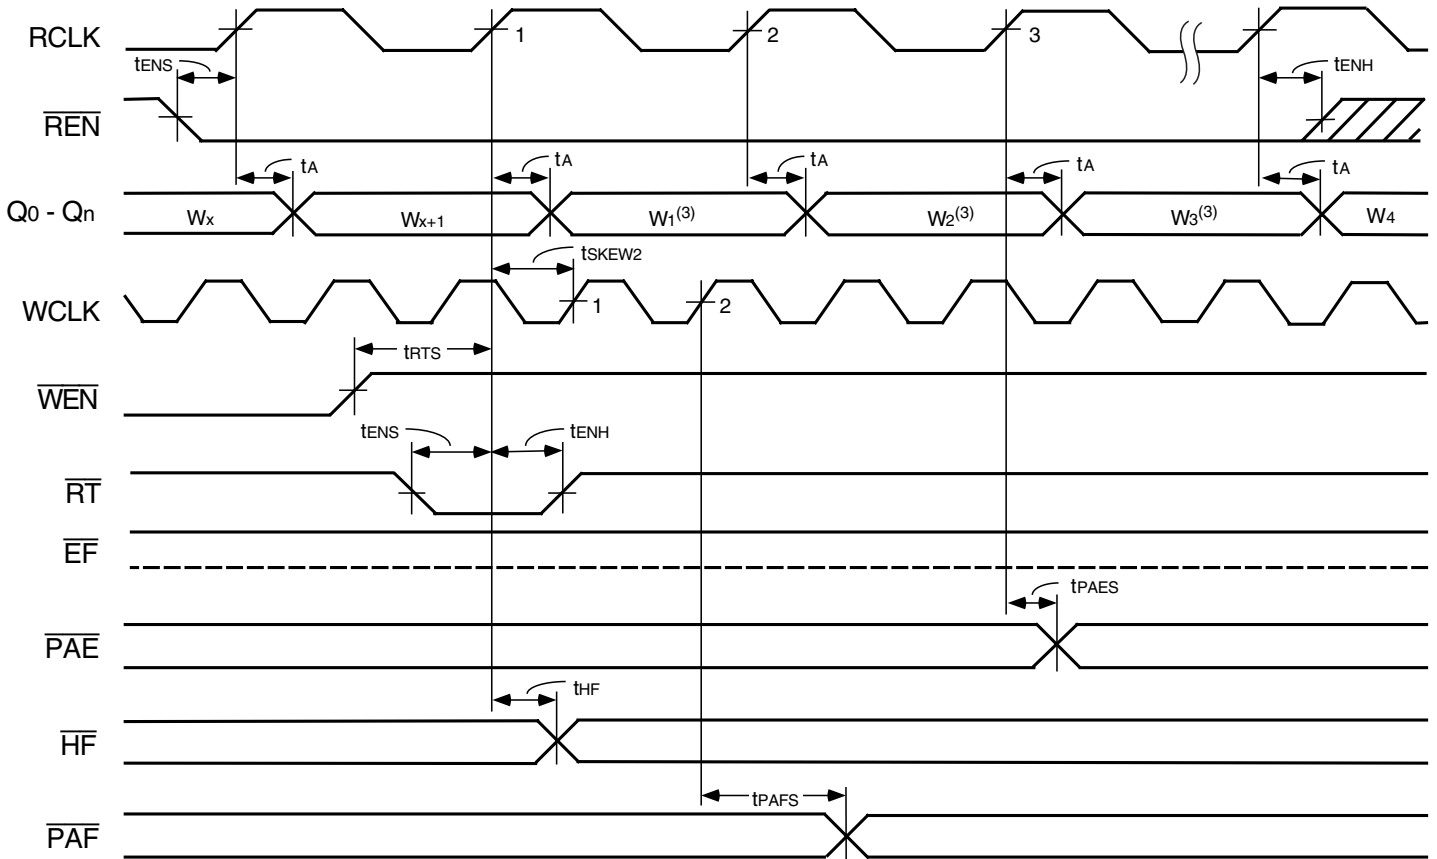 RCLK
1
2
3
tENS
tENH
REN
tA
tA
tA
tA
tA
Q0 - Qn
Wx
Wx+1
W1(3)
W2(3)
W3(3)
W4
tSKEW2
WCLK
1
2
tRTS
WEN
tENS
tENH
RT
EF
tPAES
PAE
tHF
HF
tPAFS
PAF